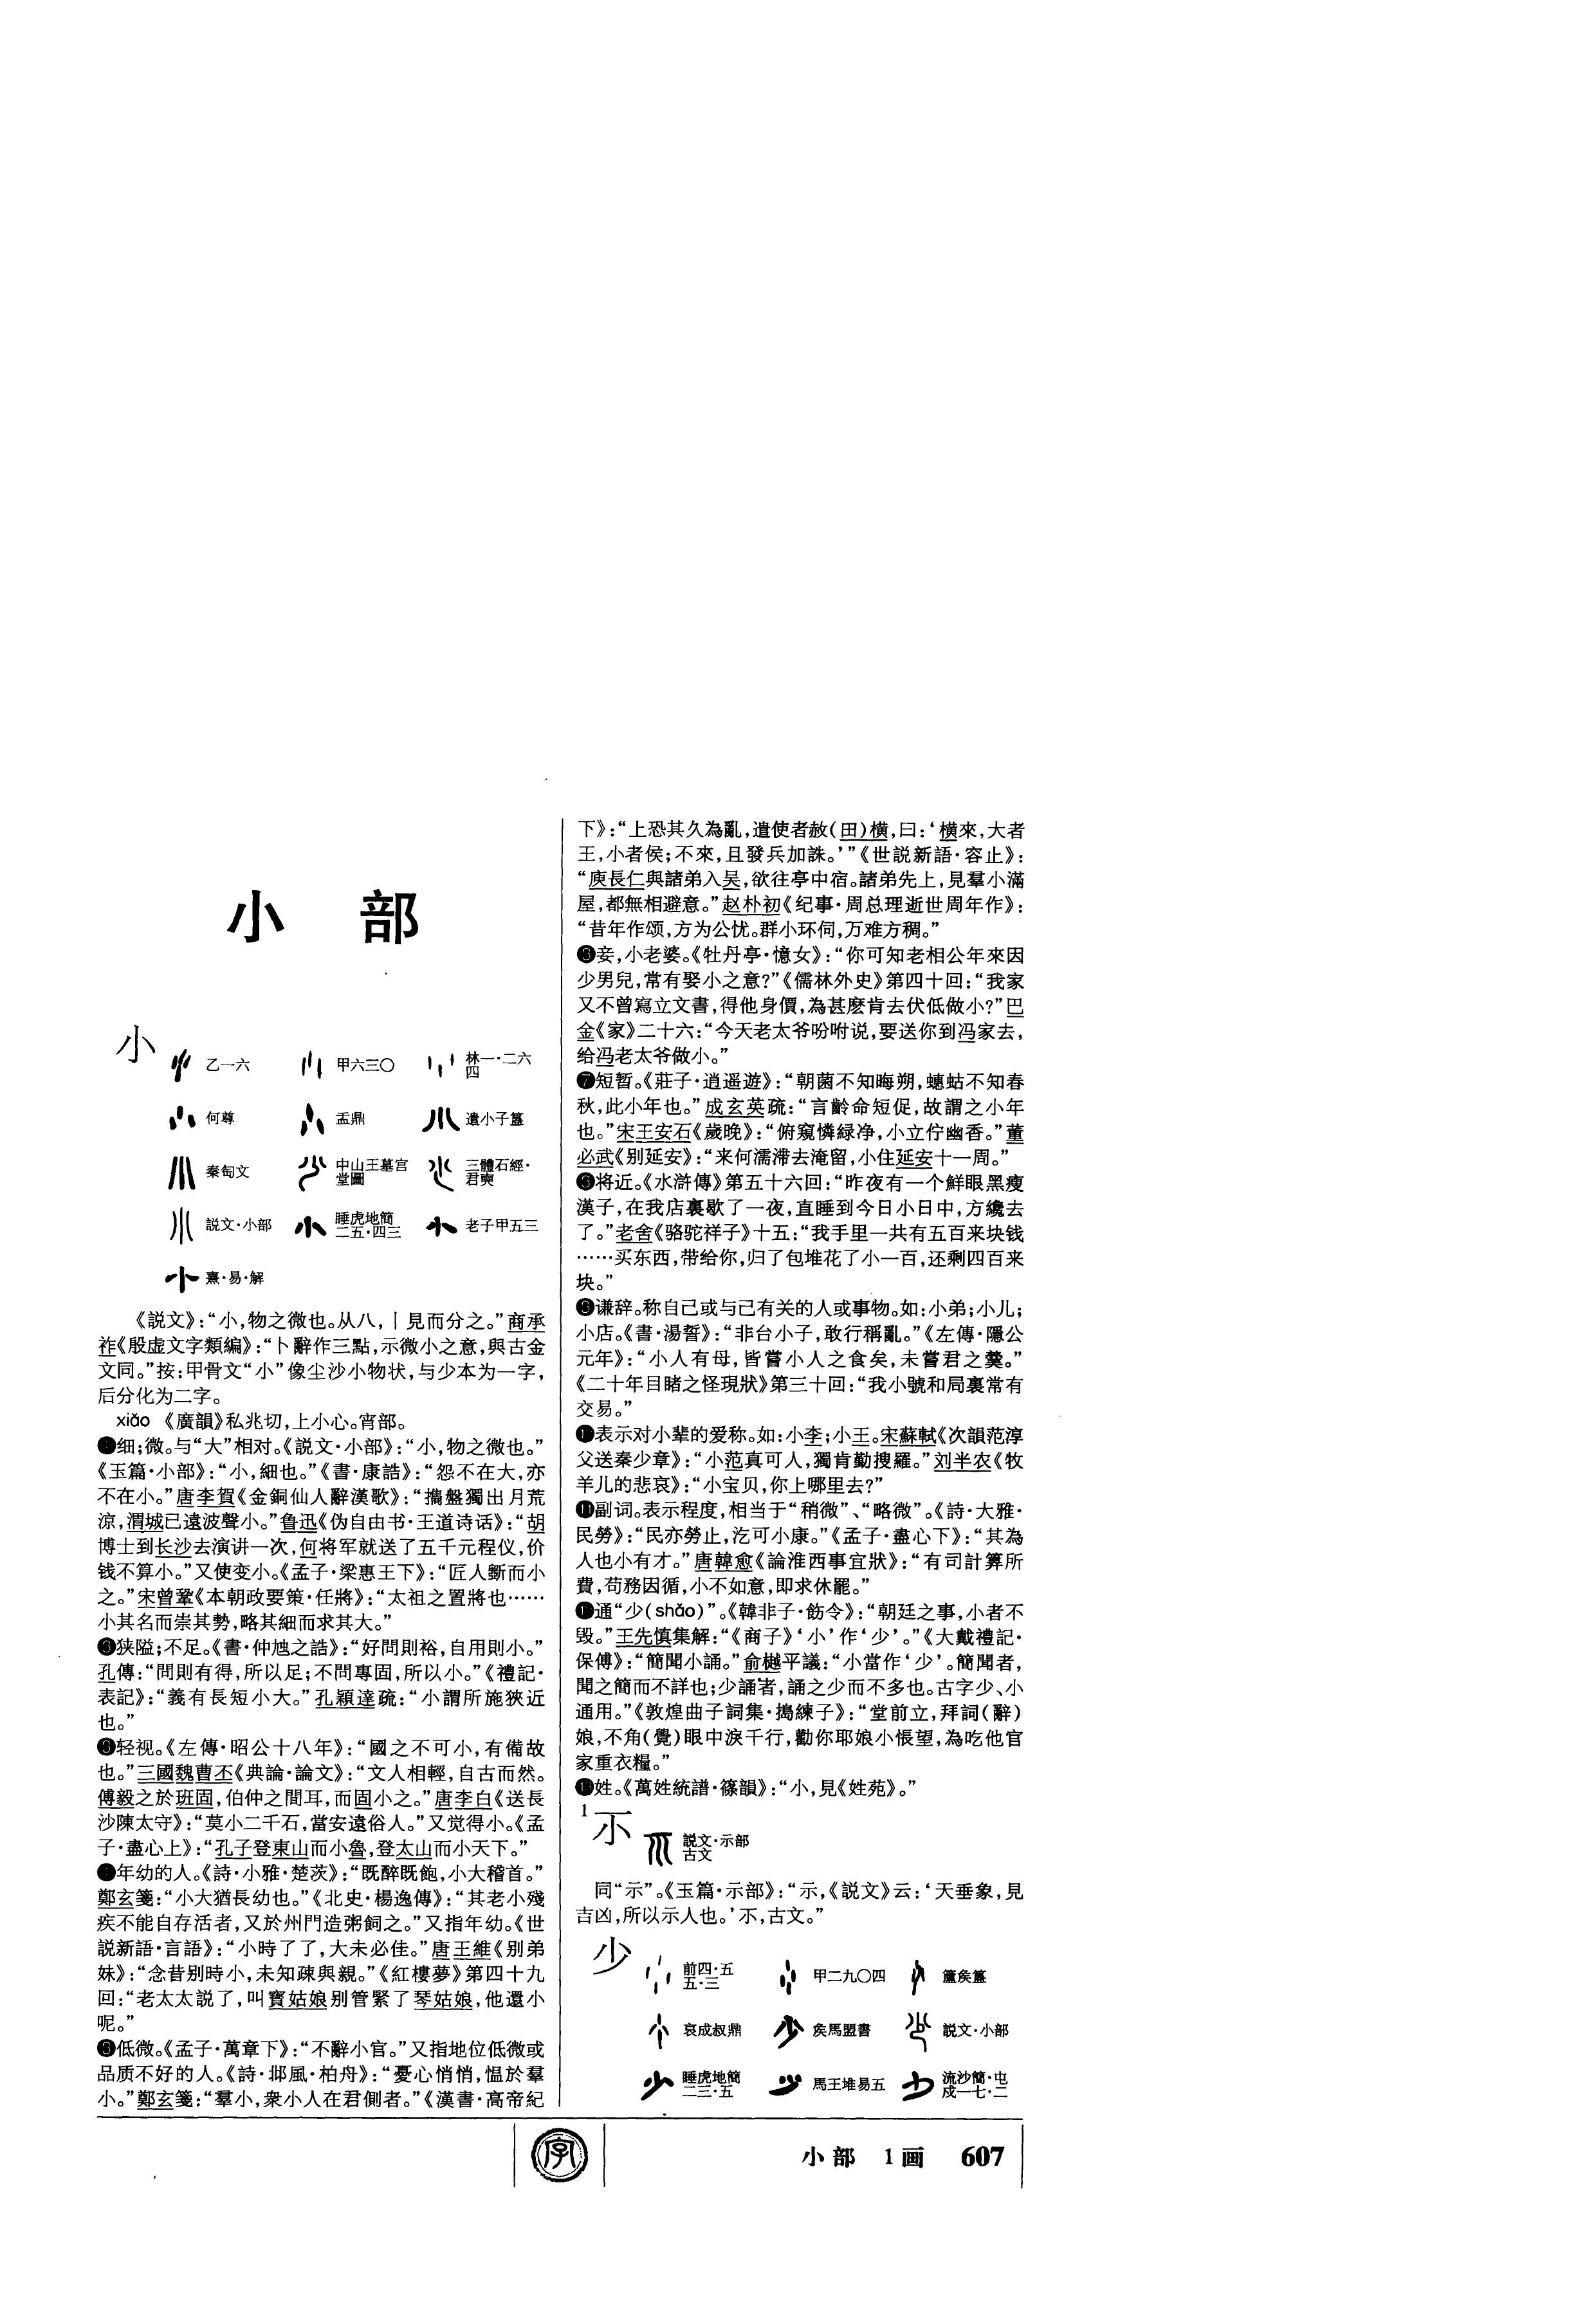 小 部
小
乙一六
甲六三〇
林一·二六四
何尊
盂鼎
遣小子簋
秦匋文
中山王墓宫堂圖
三體石經·君奭
説文·小部
睡虎地簡二五·四三
老子甲五三
熹·易·解
《説文》:“小,物之微也。从八,丨見而分之。”商承
祚《殷虚文字類編》:“卜辭作三點,示微小之意,與古金
文同。”按:甲骨文“小”像尘沙小物状,与少本为一字,
后分化为二字。
xiǎo 《廣韻》私兆切,上小心。宵部。
❶细;微。与“大”相对。《説文·小部》:“小,物之微也。”
《玉篇·小部》:“小,細也。”《書·康誥》:“怨不在大,亦
不在小。”唐李賀《金銅仙人辭漢歌》:“攜盤獨出月荒
涼,渭城已遠波聲小。”鲁迅《伪自由书·王道诗话》:“胡
博士到长沙去演讲一次,何将军就送了五千元程仪,价
钱不算小。”又使变小。《孟子·梁惠王下》:“匠人斲而小
之。”宋曾鞏《本朝政要策·任將》:“太祖之置將也……
小其名而崇其勢,略其細而求其大。”
❷狭隘;不足。《書·仲虺之誥》:“好問則裕,自用則小。”
孔傳:“問則有得,所以足;不問專固,所以小。”《禮記·
表記》:“義有長短小大。”孔穎達疏:“小謂所施狹近
也。”
❸轻视。《左傳·昭公十八年》:“國之不可小,有備故
也。”三國魏曹丕《典論·論文》:“文人相輕,自古而然。
傅毅之於班固,伯仲之間耳,而固小之。”唐李白《送長
沙陳太守》:“莫小二千石,當安遠俗人。”又觉得小。《孟
子·盡心上》:“孔子登東山而小魯,登太山而小天下。”
❹年幼的人。《詩·小雅·楚茨》:“既醉既飽,小大稽首。”
鄭玄箋:“小大猶長幼也。”《北史·楊逸傳》:“其老小殘
疾不能自存活者,又於州門造粥飼之。”又指年幼。《世
説新語·言語》:“小時了了,大未必佳。”唐王維《别弟
妹》:“念昔别時小,未知疎與親。”《紅樓夢》第四十九
回:“老太太説了,叫寶姑娘别管緊了琴姑娘,他還小
呢。”
❺低微。《孟子·萬章下》:“不辭小官。”又指地位低微或
品质不好的人。《詩·邶風·柏舟》:“憂心悄悄,愠於羣
小。”鄭玄箋:“羣小,衆小人在君側者。”《漢書·高帝紀
下》:“上恐其久為亂,遣使者赦(田)横,曰:‘横來,大者
王,小者侯;不來,且發兵加誅。’”《世説新語·容止》:
“庾長仁與諸弟入吴,欲往亭中宿。諸弟先上,見羣小滿
屋,都無相避意。”赵朴初《纪事·周总理逝世周年作》:
“昔年作颂,方为公忧。群小环伺,万难方稠。”
❻妾,小老婆。《牡丹亭·憶女》:“你可知老相公年來因
少男兒,常有娶小之意?”《儒林外史》第四十回:“我家
又不曾寫立文書,得他身價,為甚麽肯去伏低做小?”巴
金《家》二十六:“今天老太爷吩咐说,要送你到冯家去,
给冯老太爷做小。”
❼短暂。《莊子·逍遥遊》:“朝菌不知晦朔,蟪蛄不知春
秋,此小年也。”成玄英疏:“言齡命短促,故謂之小年
也。”宋王安石《歲晚》:“俯窺憐緑净,小立佇幽香。”董
必武《别延安》:“来何濡滞去淹留,小住延安十一周。”
❽将近。《水滸傳》第五十六回:“昨夜有一个鮮眼黑瘦
漢子,在我店裏歇了一夜,直睡到今日小日中,方纔去
了。”老舍《骆驼祥子》十五:“我手里一共有五百来块钱
……买东西,带给你,归了包堆花了小一百,还剩四百来
块。”
❾谦辞。称自己或与己有关的人或事物。如:小弟;小儿;
小店。《書·湯誓》:“非台小子,敢行稱亂。”《左傳·隱公
元年》:“小人有母,皆嘗小人之食矣,未嘗君之羹。”
《二十年目睹之怪現狀》第三十回:“我小號和局裏常有
交易。”
❿表示对小辈的爱称。如:小李;小王。宋蘇軾《次韻范淳
父送秦少章》:“小范真可人,獨肯勤搜羅。”刘半农《牧
羊儿的悲哀》:“小宝贝,你上哪里去?”
⓫副词。表示程度,相当于“稍微”、“略微”。《詩·大雅·
民勞》:“民亦勞止,汔可小康。”《孟子·盡心下》:“其為
人也小有才。”唐韓愈《論淮西事宜狀》:“有司計算所
費,苟務因循,小不如意,即求休罷。”
⓬通“少(shǎo)”。《韓非子·飭令》:“朝廷之事,小者不
毁。”王先慎集解:“《商子》‘小’作‘少’。”《大戴禮記·
保傅》:“簡聞小誦。”俞樾平議:“小當作‘少’。簡聞者,
聞之簡而不詳也;少誦者,誦之少而不多也。古字少、小
通用。”《敦煌曲子詞集·搗練子》:“堂前立,拜詞(辭)
娘,不角(覺)眼中淚千行,勸你耶娘小悵望,為吃他官
家重衣糧。”
⓭姓。《萬姓統譜·篠韻》:“小,見《姓苑》。”
1
𡭕
説文·示部古文
同“示”。《玉篇·示部》:“示,《説文》云:‘天垂象,見
吉凶,所以示人也。’𡭕,古文。”
少
前四·五五·三
甲二九〇四
𥫣矦簋
哀成叔鼎
矦馬盟書
説文·小部
睡虎地簡二三·五
馬王堆易五
流沙簡·屯戍一七·二
字
小部 1画 607